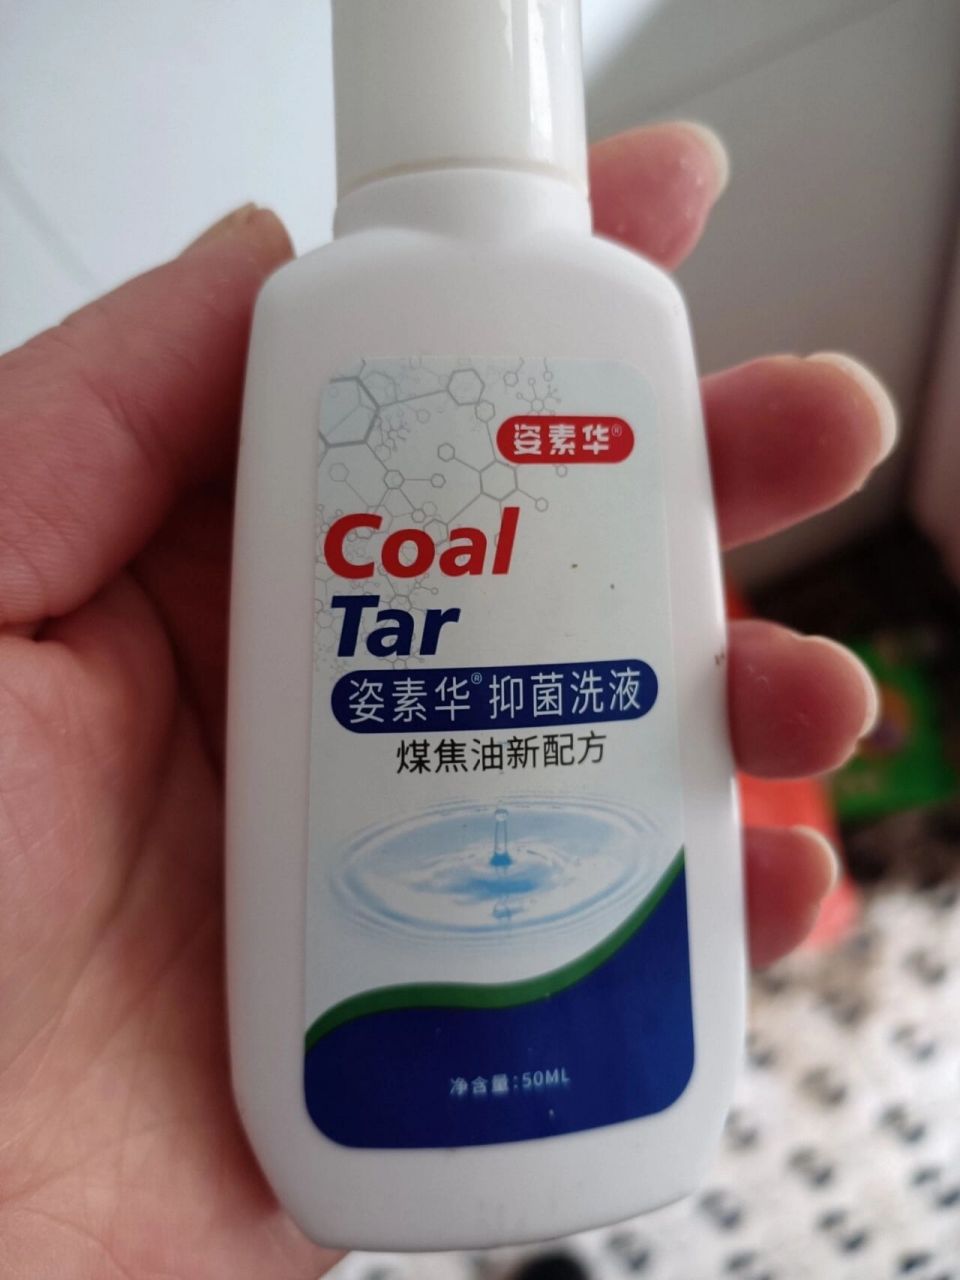 姿素华®
Coal
Tar
姿素华® 抑菌洗液
煤焦油新配方
净含量:50ML